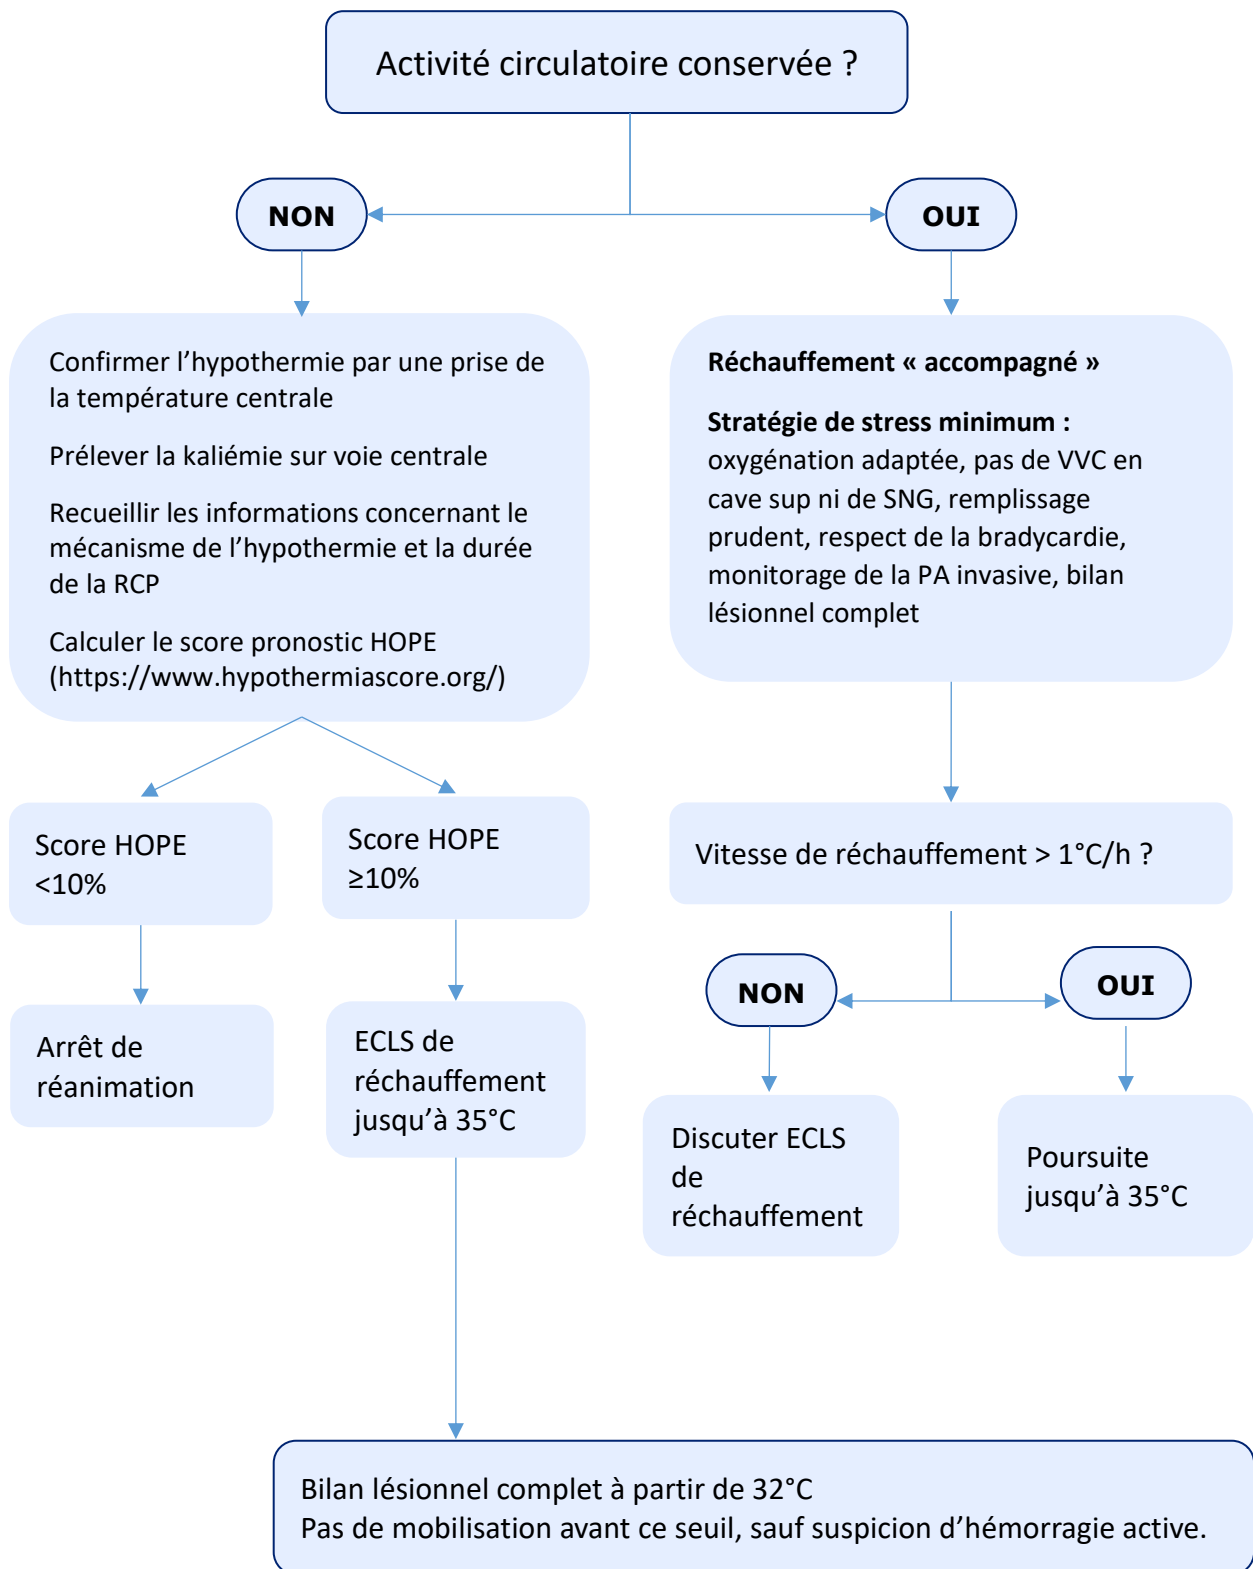 Activité circulatoire conservée ?
NON
OUI
Confirmer l’hypothermie par une prise de
la température centrale
Prélever la kaliémie sur voie centrale
Recueillir les informations concernant le
mécanisme de l’hypothermie et la durée
de la RCP
Calculer le score pronostic HOPE
(https://www.hypothermiascore.org/)
Réchauffement « accompagné »
Stratégie de stress minimum :
oxygénation adaptée, pas de VVC en
cave sup ni de SNG, remplissage
prudent, respect de la bradycardie,
monitorage de la PA invasive, bilan
lésionnel complet
Score HOPE
<10%
Score HOPE
≥10%
Vitesse de réchauffement > 1°C/h ?
NON
OUI
Arrêt de
réanimation
ECLS de
réchauffement
jusqu’à 35°C
Discuter ECLS
de
réchauffement
Poursuite
jusqu’à 35°C
Bilan lésionnel complet à partir de 32°C
Pas de mobilisation avant ce seuil, sauf suspicion d’hémorragie active.